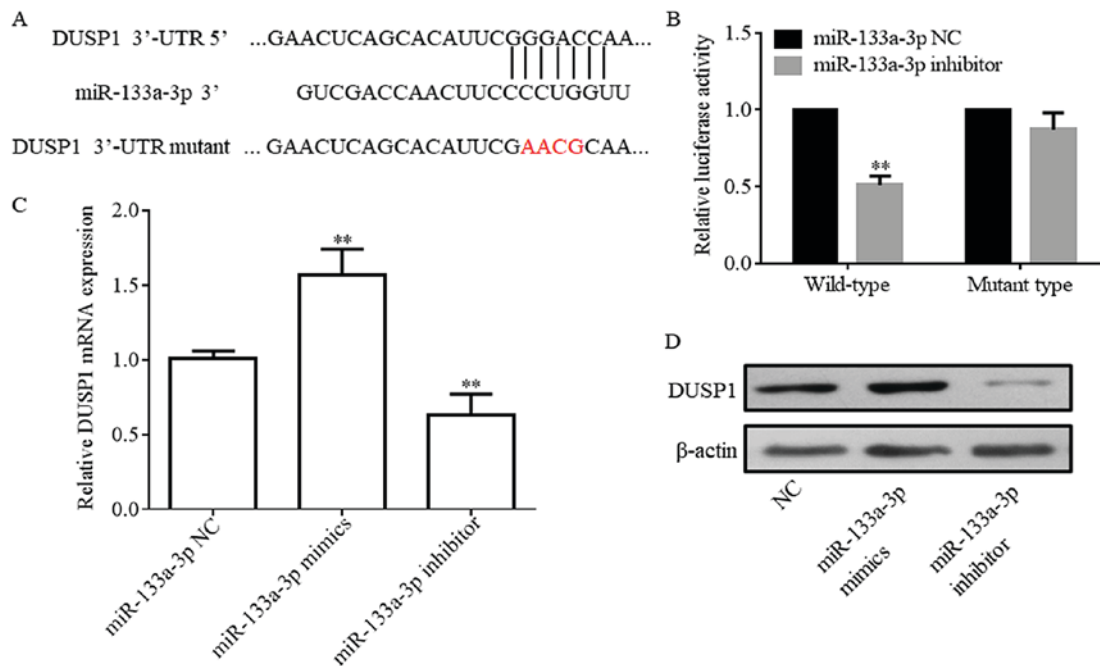 A
DUSP1 3’-UTR 5’ ...GAACUCAGCACAUUCGGGGACCAA...
miR-133a-3p 3’ GUCGACCAACUUCCCCUGGUU
DUSP1 3’-UTR mutant ... GAACUCAGCACAUUCGAACGCAA...
B
Relative luciferase activity
miR-133a-3p NC
miR-133a-3p inhibitor
1.5
1.0
0.5
0.0
**
Wild-type
Mutant type
C
Relative DUSP1 mRNA expression
2.0
1.5
1.0
0.5
0.0
**
**
miR-133a-3p NC
miR-133a-3p mimics
miR-133a-3p inhibitor
D
DUSP1
β-actin
NC
miR-133a-3p
mimics
miR-133a-3p
inhibitor